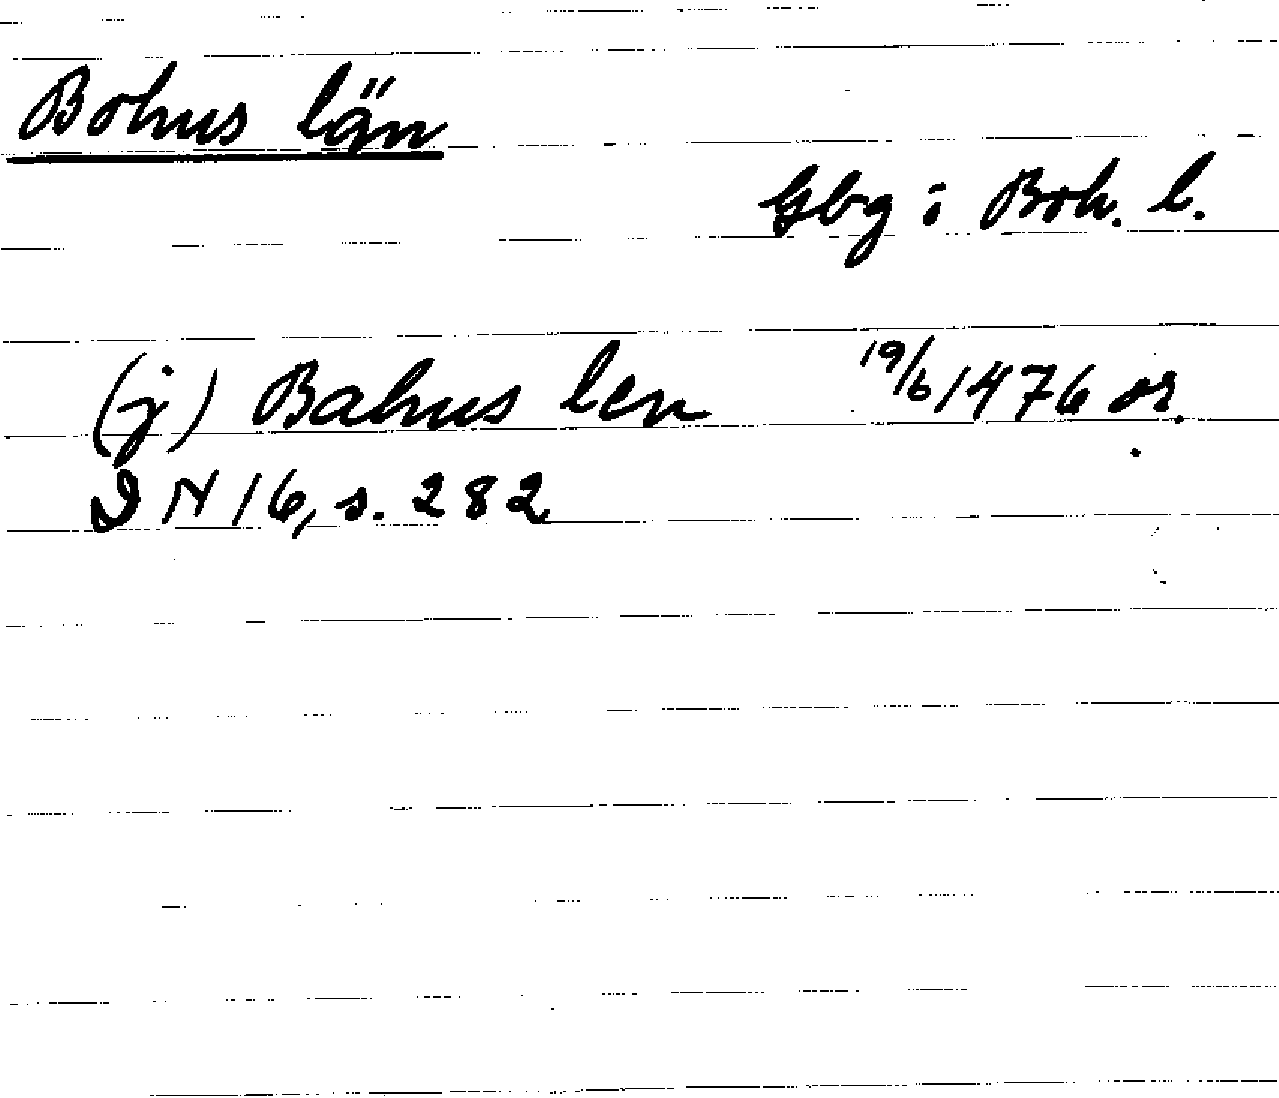 Bohus län
Gbg i Boh. l.
(j) Bahus len 19/6 1476 or.
DN 16, s. 282